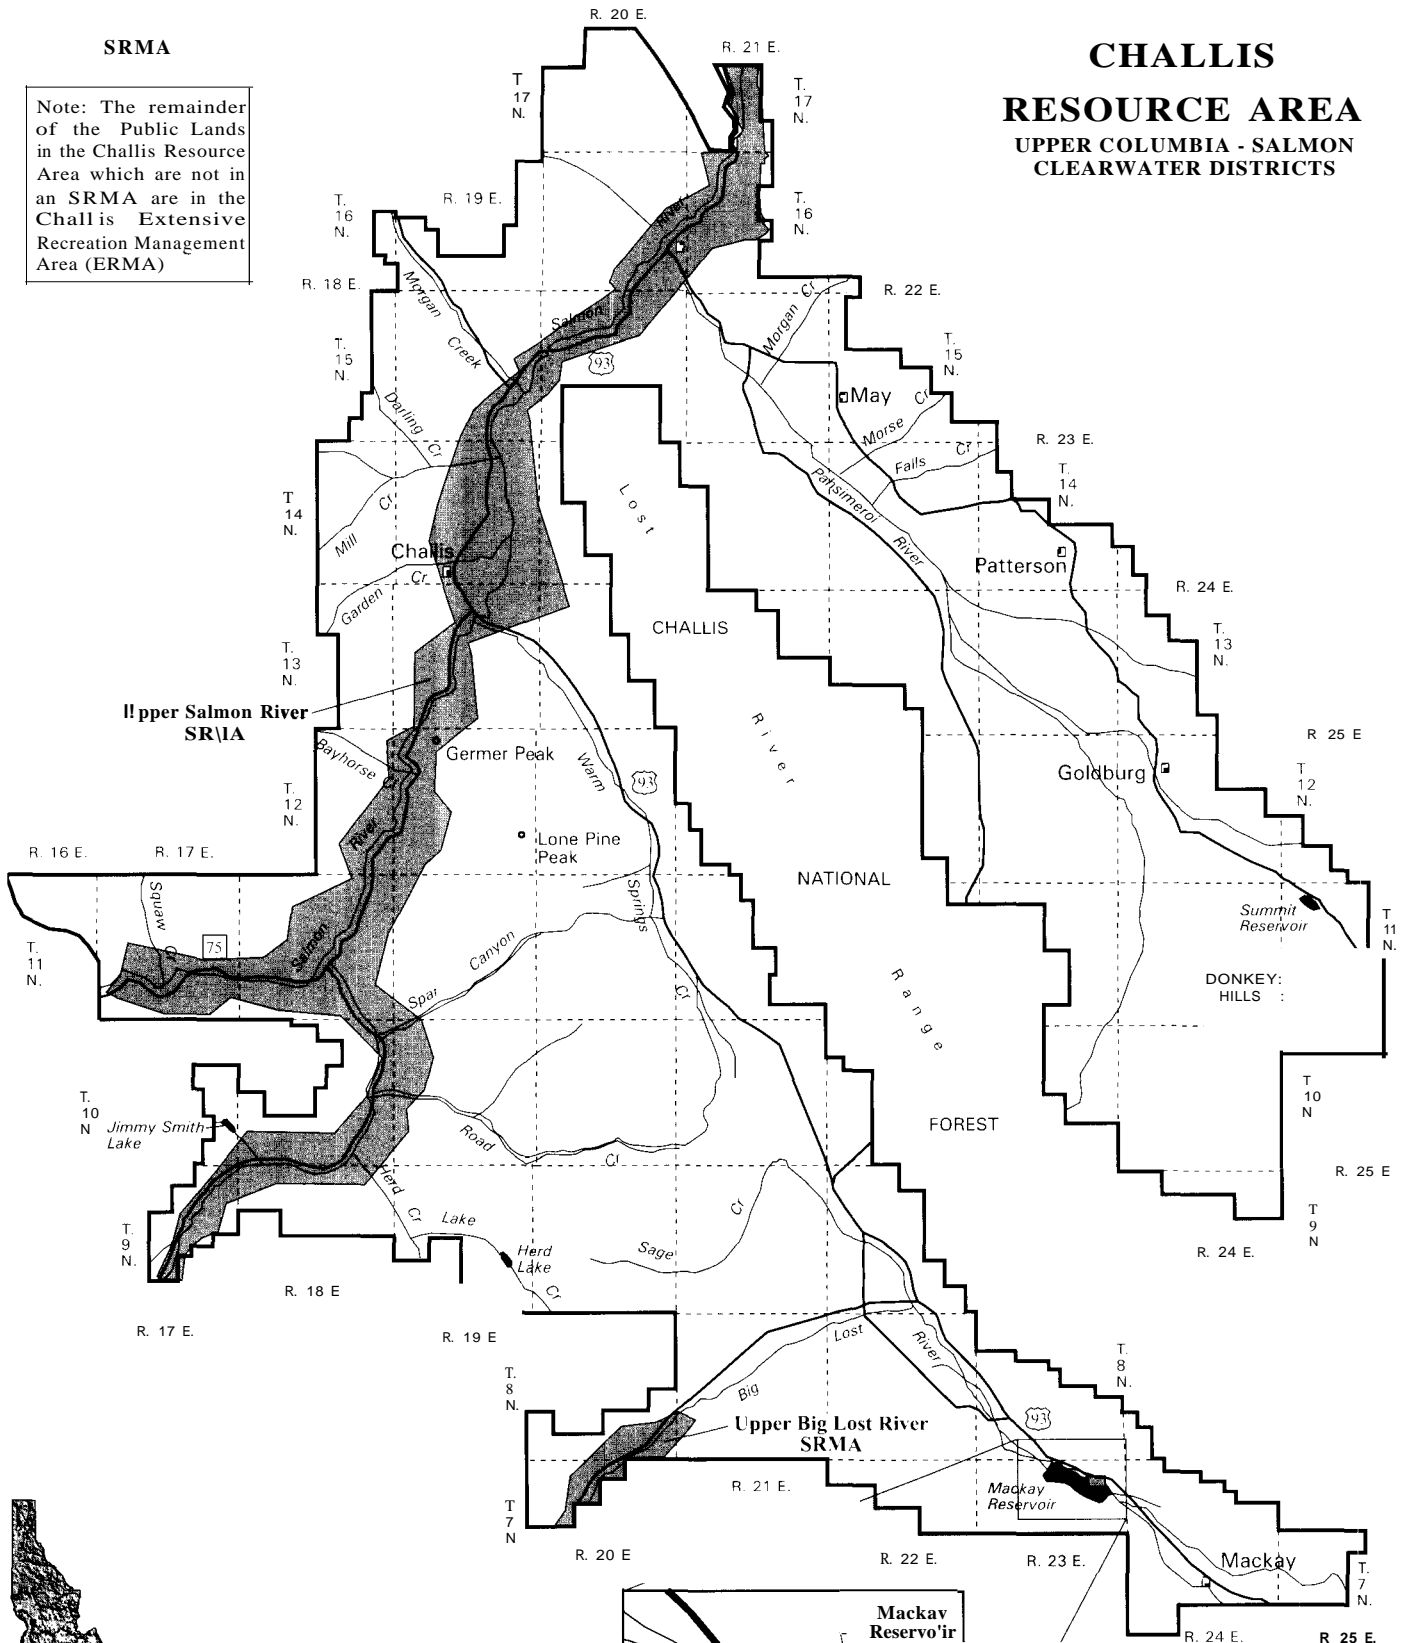 SRMA
Note: The remainder
of the Public Lands
in the Challis Resource
Area which are not in
an SRMA are in the
Challis Extensive
Recreation Management
Area (ERMA)
CHALLIS
RESOURCE AREA
UPPER COLUMBIA - SALMON
CLEARWATER DISTRICTS
R. 20 E.
R. 21 E.
T
17
N.
T.
17
N.
R. 19 E.
T.
16
N.
T.
16
N.
River
R. 18 E.
R. 22 E.
Morgan
Creek
Salmon
93
Morgan Cr
T.
15
N.
T.
15
N.
May
Darling Cr
Morse Cr
Falls Cr
R. 23 E.
T.
14
N.
T
14
N.
Mill Cr
Lost
Pahsimeroi
River
Challis
Garden Cr
Patterson
R. 24 E.
CHALLIS
T.
13
N.
T.
13
N.
llpper Salmon River
SR\IA
River
Bayhorse Cr
Germer Peak
Warm
93
R 25 E
Goldburg
T
12
N.
T.
12
N.
River
Lone Pine
Peak
R. 16 E.
R. 17 E.
NATIONAL
Squaw Cr
Springs
Summit
Reservoir
T
11
N.
T.
11
N.
75
Salmon
Canyon
Spar
Cr
Range
DONKEY:
HILLS :
T.
10
N
Jimmy Smith
Lake
T
10
N
Road
Cr
FOREST
R. 25 E
Herd
Cr
Lake
Cr
Sage
Cr
Herd
Lake
T.
9
N.
T
9
N
R. 24 E.
R. 18 E
R. 17 E.
R. 19 E
Lost
River
Big
T.
8
N.
T.
8
N.
Upper Big Lost River
SRMA
93
R. 21 E.
Mackay
Reservoir
T
7
N
R. 20 E
R. 22 E.
R. 23 E.
Mackay
T.
7
N.
Mackav
Reservo'ir
R. 24 E.
R 25 E.